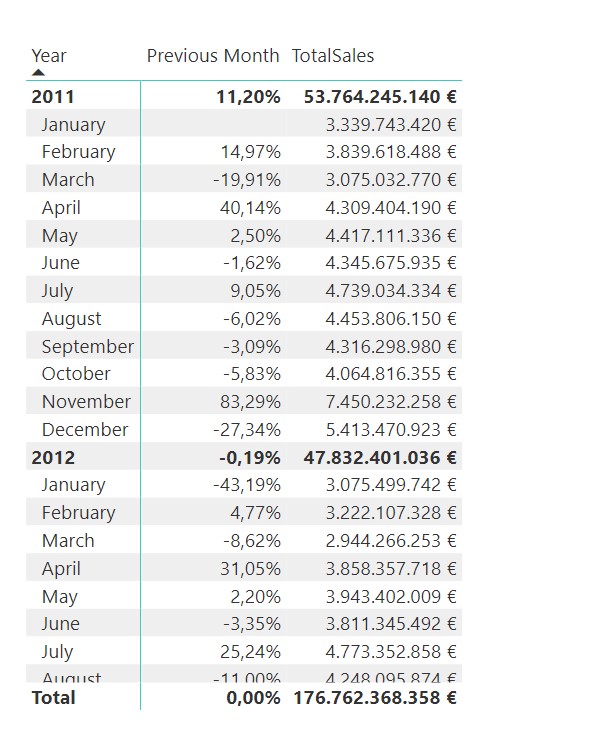 Year Previous Month TotalSales
2011 11,20% 53.764.245.140 €
January 3.339.743.420 €
February 14,97% 3.839.618.488 €
March -19,91% 3.075.032.770 €
April 40,14% 4.309.404.190 €
May 2,50% 4.417.111.336 €
June -1,62% 4.345.675.935 €
July 9,05% 4.739.034.334 €
August -6,02% 4.453.806.150 €
September -3,09% 4.316.298.980 €
October -5,83% 4.064.816.355 €
November 83,29% 7.450.232.258 €
December -27,34% 5.413.470.923 €
2012 -0,19% 47.832.401.036 €
January -43,19% 3.075.499.742 €
February 4,77% 3.222.107.328 €
March -8,62% 2.944.266.253 €
April 31,05% 3.858.357.718 €
May 2,20% 3.943.402.009 €
June -3,35% 3.811.345.492 €
July 25,24% 4.773.352.858 €
August -11,00% 4.248.095.874 €
Total 0,00% 176.762.368.358 €